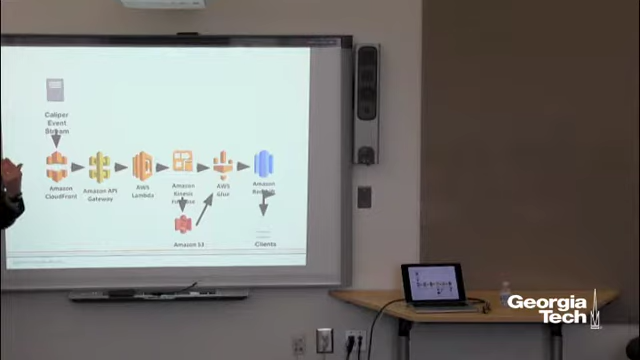 Caliper
Event
Stream
Amazon
CloudFront
Amazon API
Gateway
AWS
Lambda
Amazon
Kinesis
AWS
Glue
Amazon
Amazon S3
Clients
Georgia
Tech